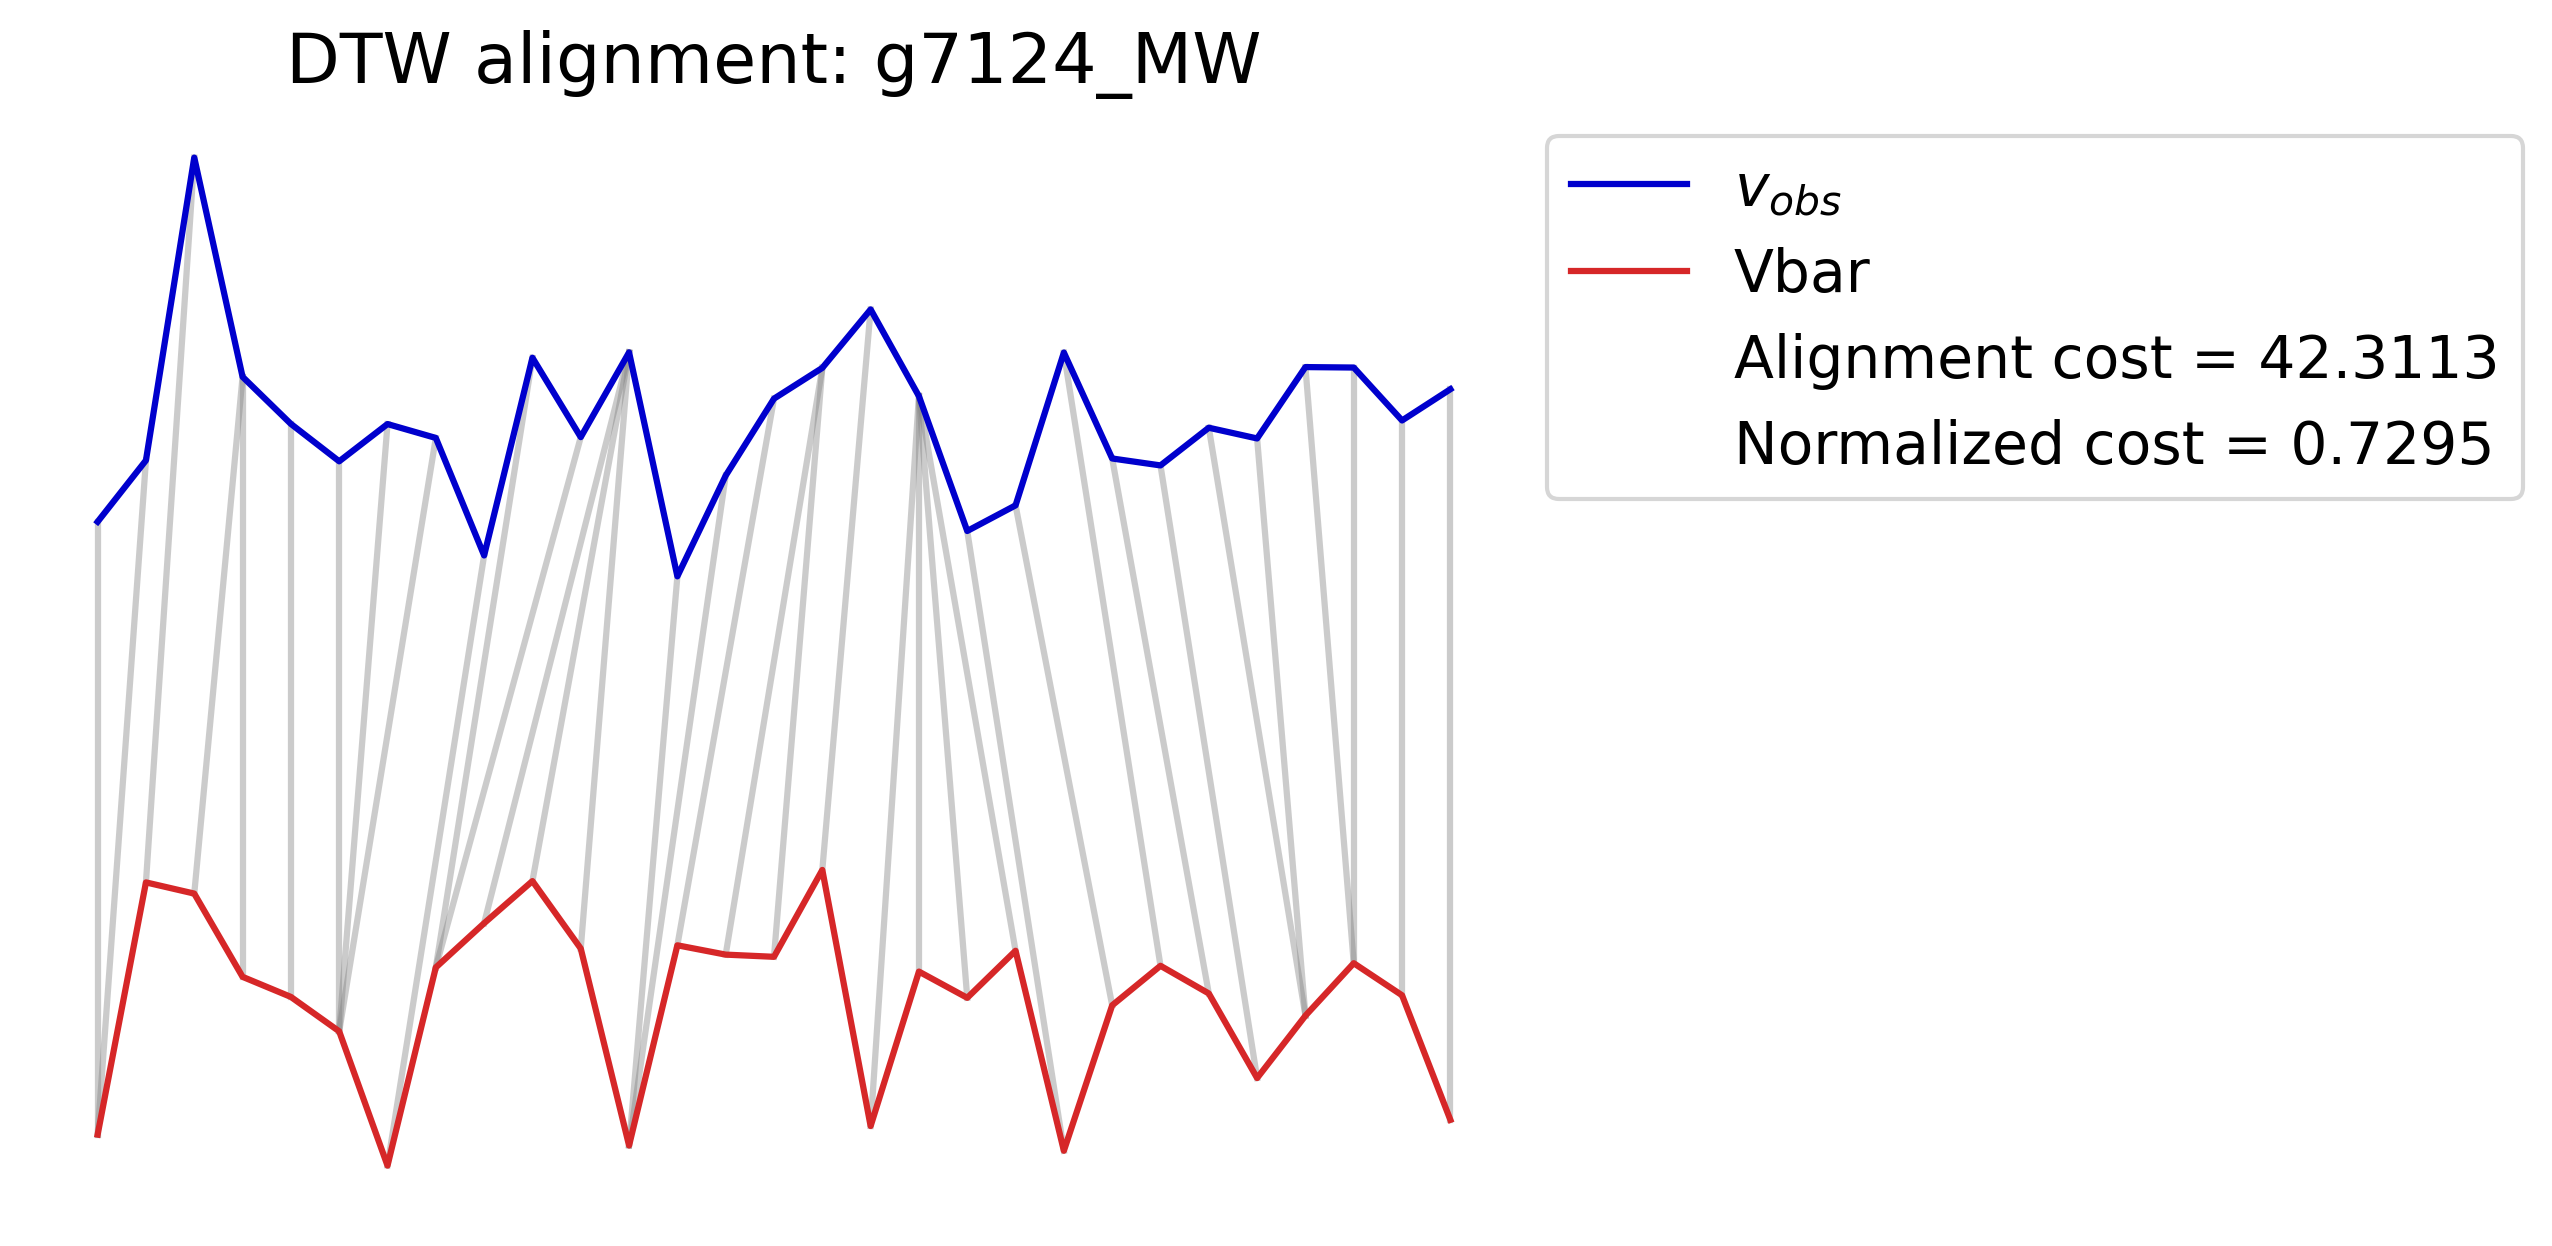 DTW alignment: g7124_MW
v_obs
Vbar
Alignment cost = 42.3113
Normalized cost = 0.7295